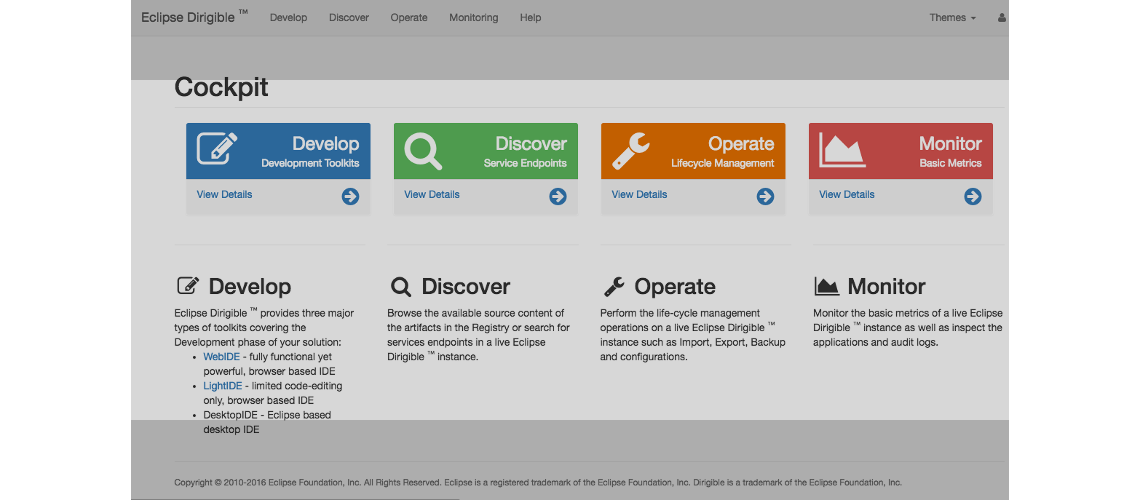 Eclipse Dirigible ™ Develop Discover Operate Monitoring Help Themes
Cockpit
Develop
Development Toolkits
View Details
Discover
Service Endpoints
View Details
Operate
Lifecycle Management
View Details
Monitor
Basic Metrics
View Details
Develop
Eclipse Dirigible ™ provides three major
types of toolkits covering the
Development phase of your solution:
• WebIDE - fully functional yet
powerful, browser based IDE
• LightIDE - limited code-editing
only, browser based IDE
• DesktopIDE - Eclipse based
desktop IDE
Discover
Browse the available source content of
the artifacts in the Registry or search for
services endpoints in a live Eclipse
Dirigible ™ instance.
Operate
Perform the life-cycle management
operations on a live Eclipse Dirigible ™
instance such as Import, Export, Backup
and configurations.
Monitor
Monitor the basic metrics of a live Eclipse
Dirigible ™ instance as well as inspect the
applications and audit logs.
Copyright © 2010-2016 Eclipse Foundation, Inc. All Rights Reserved. Eclipse is a registered trademark of the Eclipse Foundation, Inc. Dirigible is a trademark of the Eclipse Foundation, Inc.